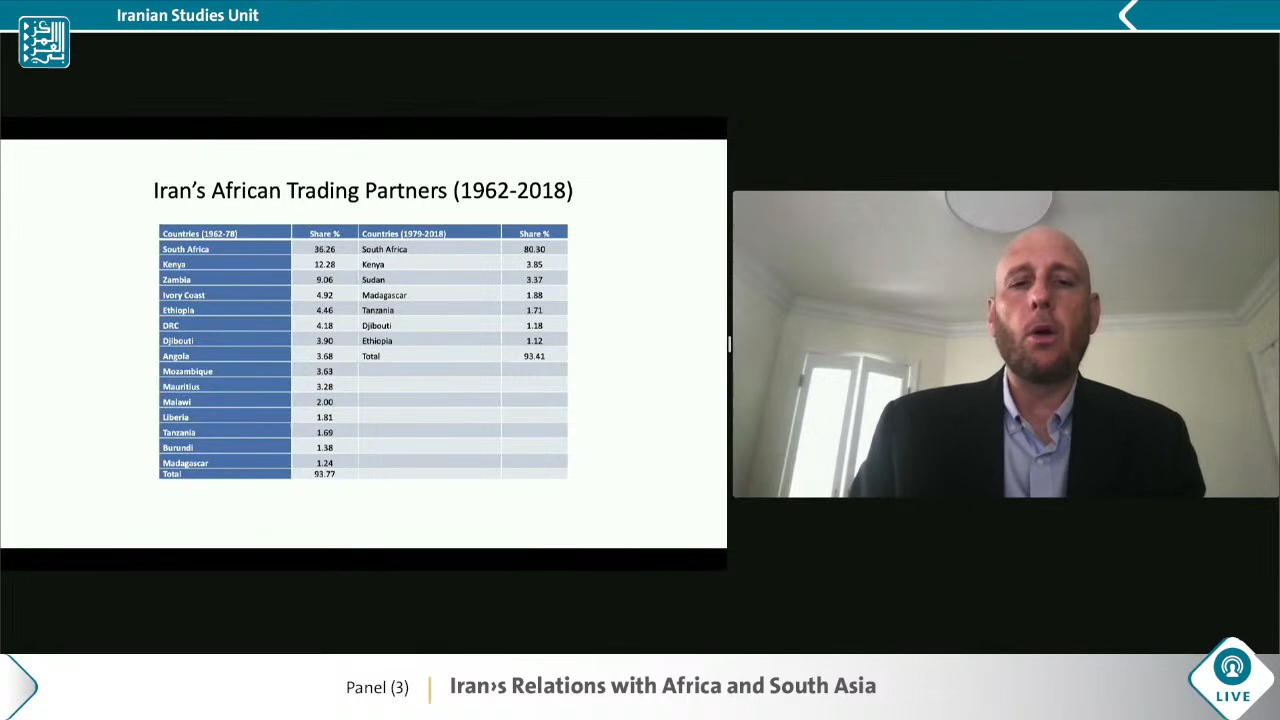 Iranian Studies Unit
Iran's African Trading Partners (1962-2018)
Countries (1962-78) Share % Countries (1979-2018) Share %
South Africa 36.26 South Africa 80.30
Kenya 12.28 Kenya 3.85
Zambia 9.06 Sudan 3.37
Ivory Coast 4.92 Madagascar 1.88
Ethiopia 4.46 Tanzania 1.71
DRC 4.18 Djibouti 1.18
Djibouti 3.90 Ethiopia 1.12
Angola 3.68 Total 93.41
Mozambique 3.63
Mauritius 3.28
Malawi 2.00
Liberia 1.81
Tanzania 1.69
Burundi 1.38
Madagascar 1.24
Total 93.77
Panel (3) Iran›s Relations with Africa and South Asia
LIVE